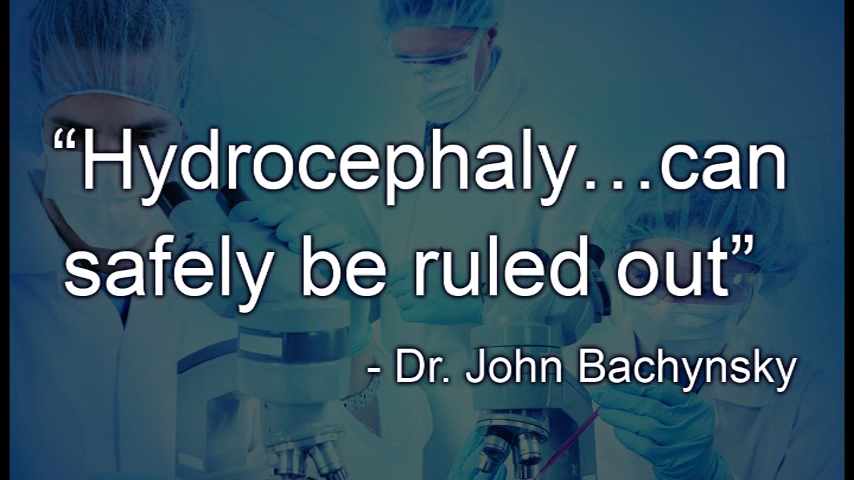 “Hydrocephaly…can
safely be ruled out”
- Dr. John Bachynsky